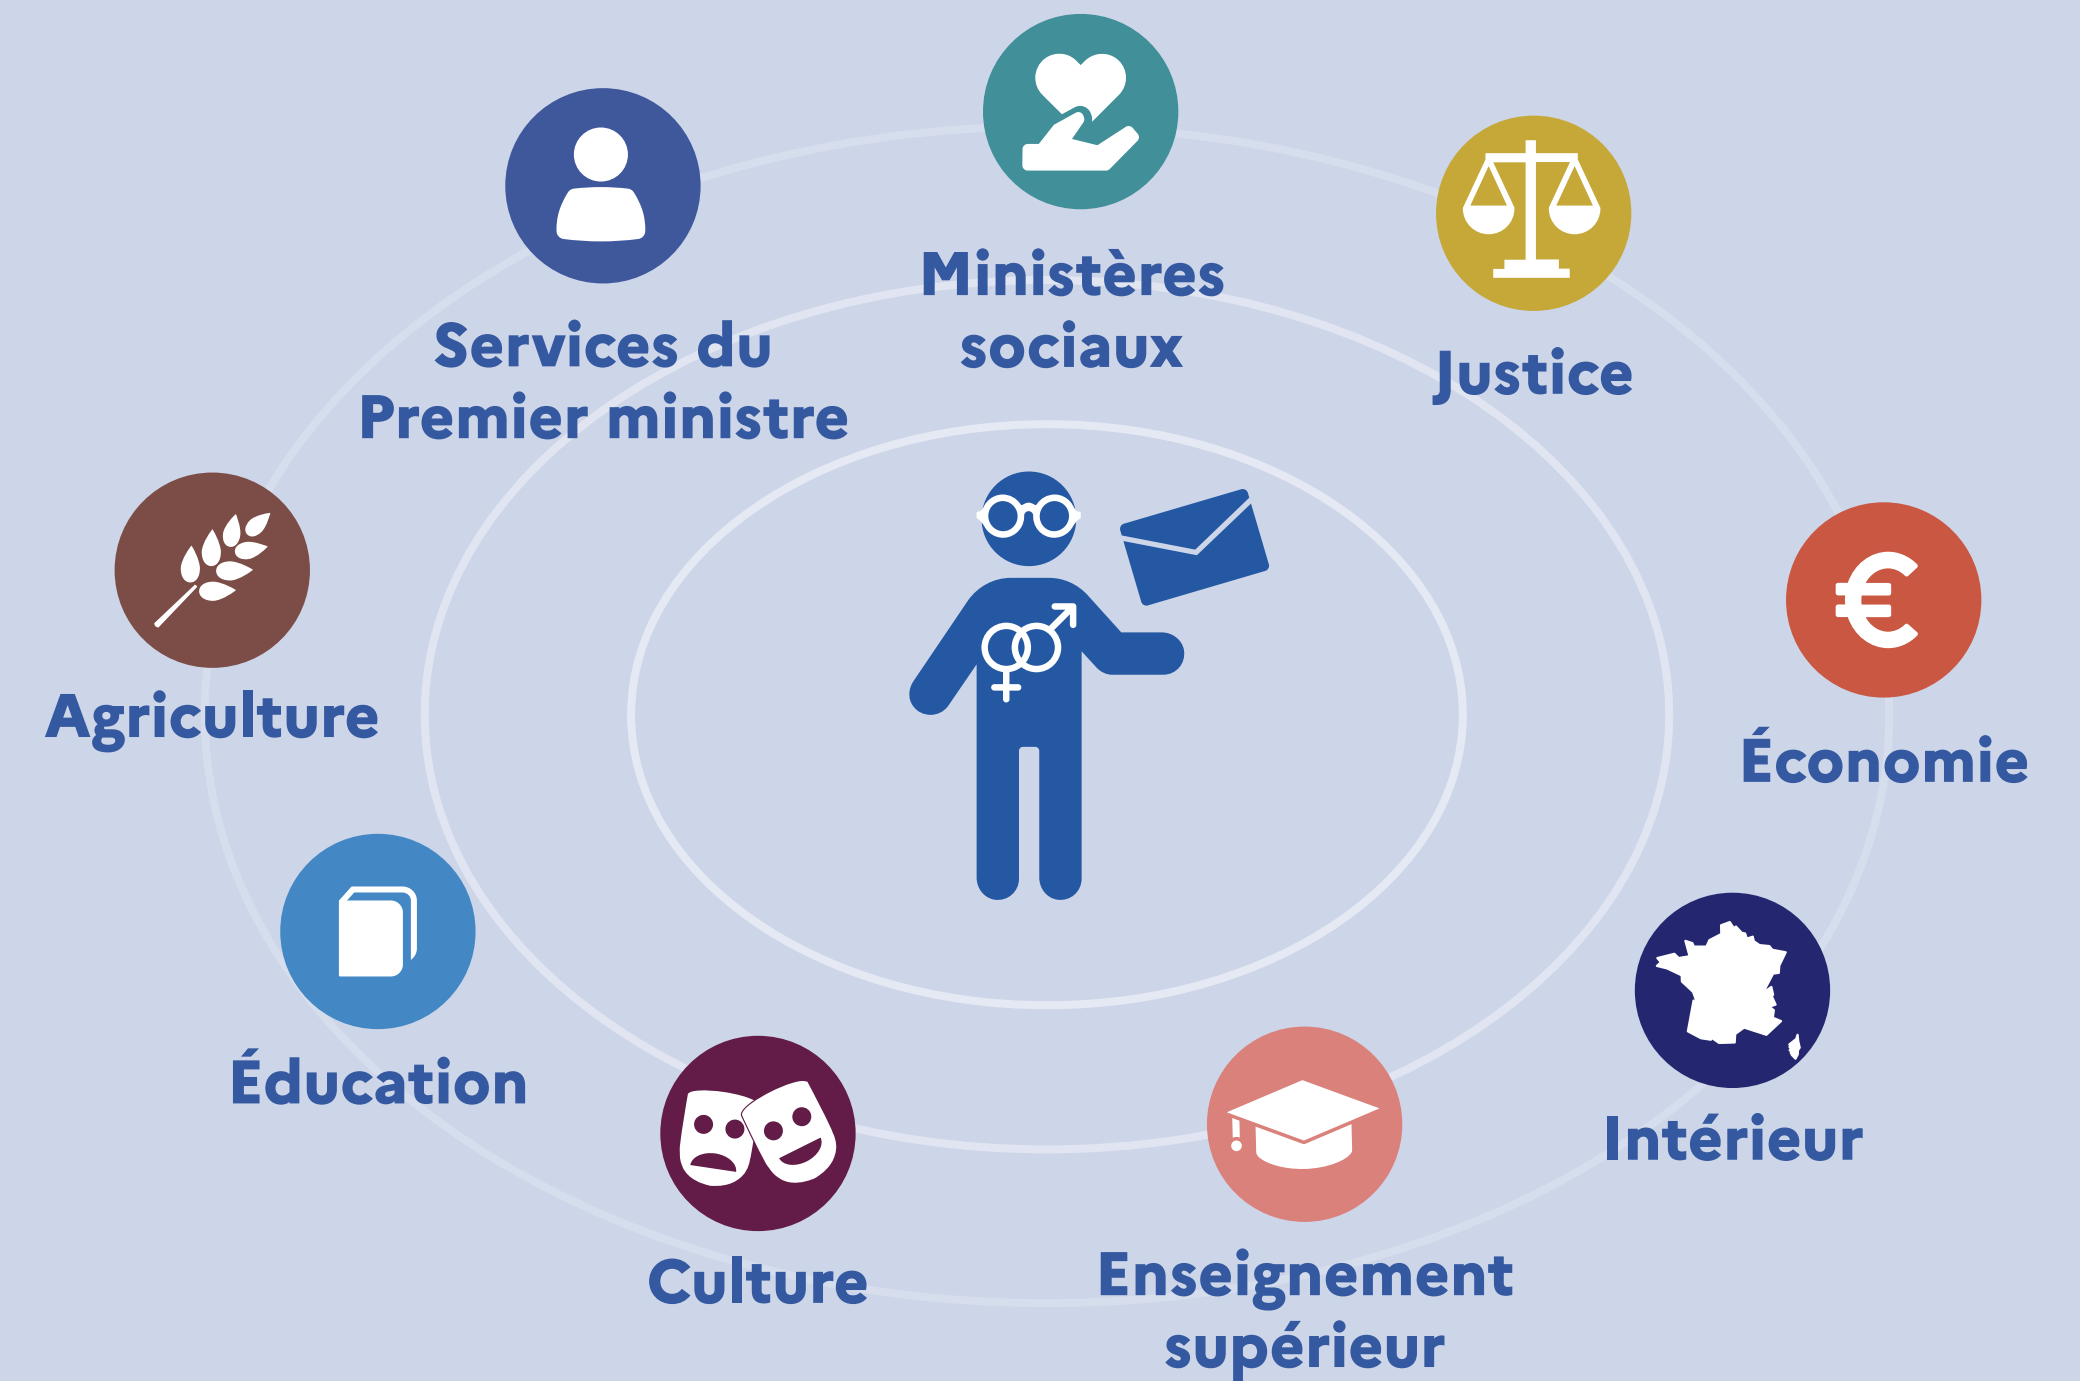 Ministères
sociaux
Services du
Premier ministre
Justice
Agriculture
Économie
Éducation
Intérieur
Culture
Enseignement
supérieur